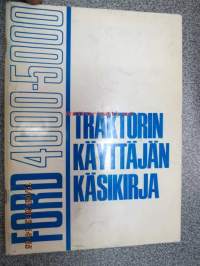 FORD 4000-5000
TRAKTORIN
KÄYTTÄJÄN
KÄSIKIRJA